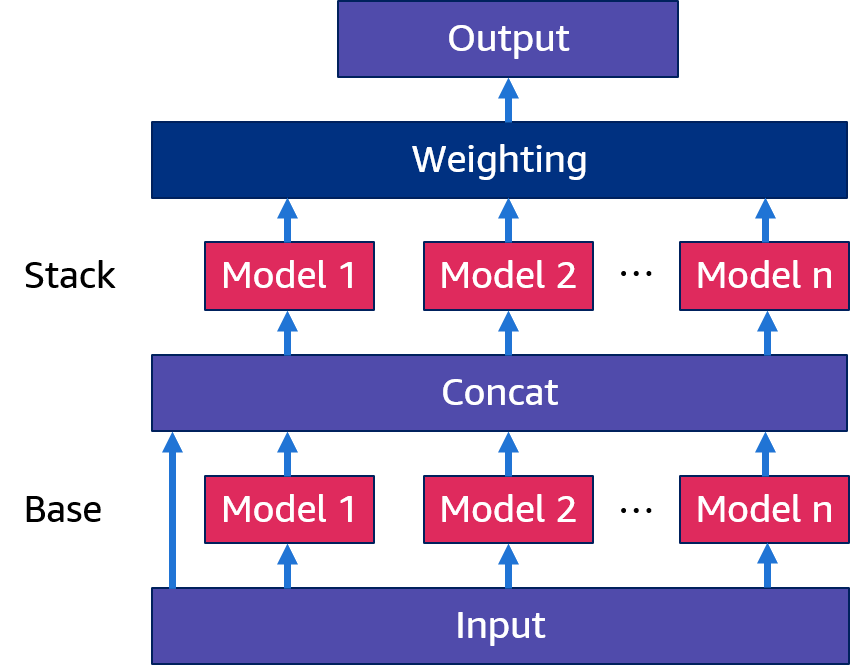 Output
Weighting
Stack
Model 1
Model 2
...
Model n
Concat
Base
Model 1
Model 2
...
Model n
Input